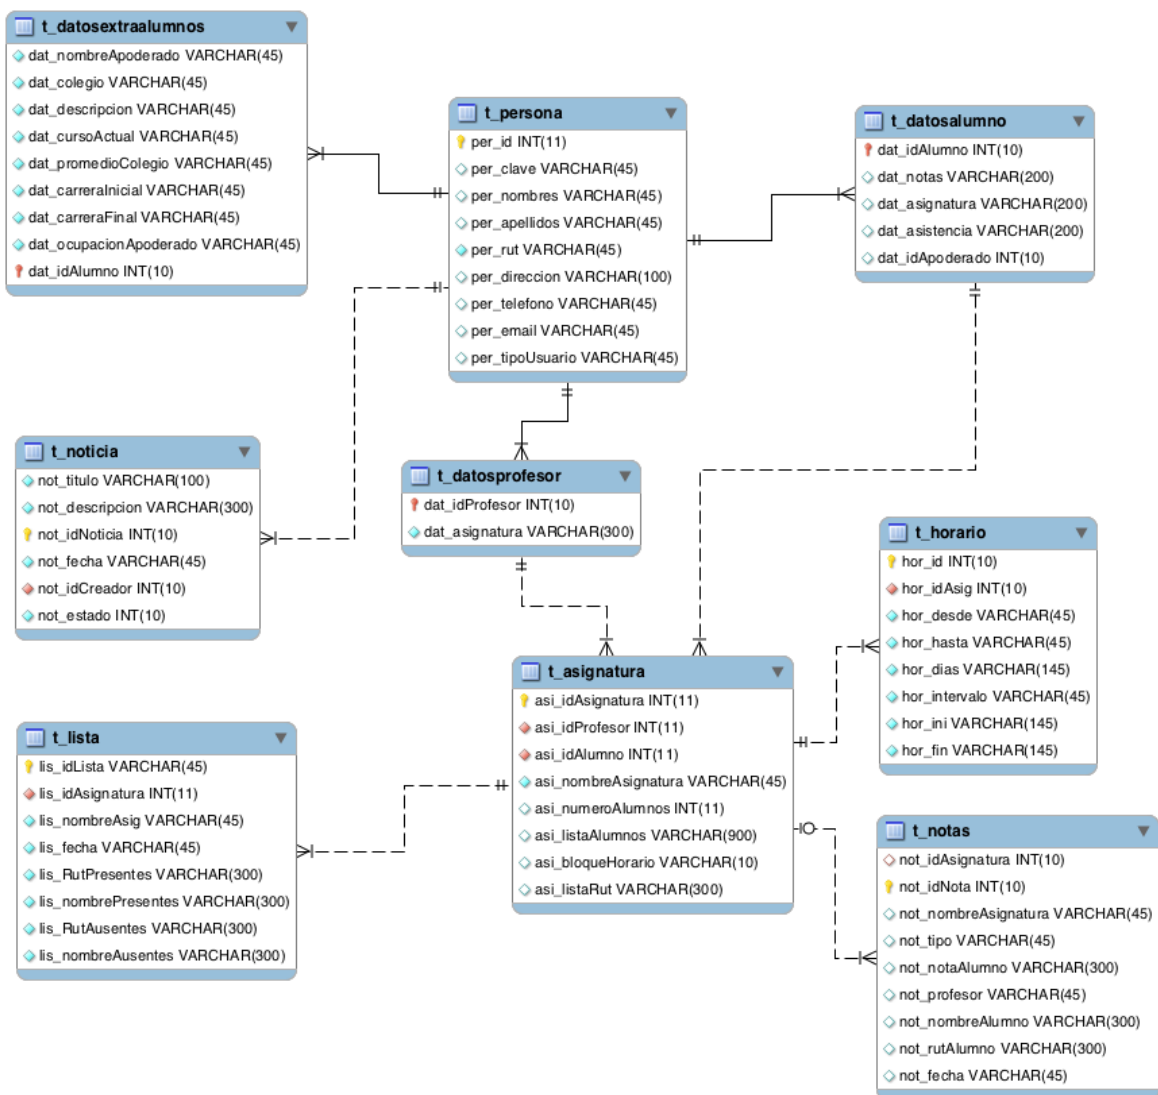 t_datosextraalumnos
dat_nombreApoderado VARCHAR(45)
dat_colegio VARCHAR(45)
dat_descripcion VARCHAR(45)
dat_cursoActual VARCHAR(45)
dat_promedioColegio VARCHAR(45)
dat_carreraInicial VARCHAR(45)
dat_carreraFinal VARCHAR(45)
dat_ocupacionApoderado VARCHAR(45)
dat_idAlumno INT(10)
t_persona
per_id INT(11)
per_clave VARCHAR(45)
per_nombres VARCHAR(45)
per_apellidos VARCHAR(45)
per_rut VARCHAR(45)
per_direccion VARCHAR(100)
per_telefono VARCHAR(45)
per_email VARCHAR(45)
per_tipoUsuario VARCHAR(45)
t_datosalumno
dat_idAlumno INT(10)
dat_notas VARCHAR(200)
dat_asignatura VARCHAR(200)
dat_asistencia VARCHAR(200)
dat_idApoderado INT(10)
t_noticia
not_titulo VARCHAR(100)
not_descripcion VARCHAR(300)
not_idNoticia INT(10)
not_fecha VARCHAR(45)
not_idCreador INT(10)
not_estado INT(10)
t_datosprofesor
dat_idProfesor INT(10)
dat_asignatura VARCHAR(300)
t_horario
hor_id INT(10)
hor_idAsig INT(10)
hor_desde VARCHAR(45)
hor_hasta VARCHAR(45)
hor_dias VARCHAR(145)
hor_intervalo VARCHAR(45)
hor_ini VARCHAR(145)
hor_fin VARCHAR(145)
t_asignatura
asi_idAsignatura INT(11)
asi_idProfesor INT(11)
asi_idAlumno INT(11)
asi_nombreAsignatura VARCHAR(45)
asi_numeroAlumnos INT(11)
asi_listaAlumnos VARCHAR(900)
asi_bloqueHorario VARCHAR(10)
asi_listaRut VARCHAR(300)
t_lista
lis_idLista VARCHAR(45)
lis_idAsignatura INT(11)
lis_nombreAsig VARCHAR(45)
lis_fecha VARCHAR(45)
lis_RutPresentes VARCHAR(300)
lis_nombrePresentes VARCHAR(300)
lis_RutAusentes VARCHAR(300)
lis_nombreAusentes VARCHAR(300)
t_notas
not_idAsignatura INT(10)
not_idNota INT(10)
not_nombreAsignatura VARCHAR(45)
not_tipo VARCHAR(45)
not_notaAlumno VARCHAR(300)
not_profesor VARCHAR(45)
not_nombreAlumno VARCHAR(300)
not_rutAlumno VARCHAR(300)
not_fecha VARCHAR(45)